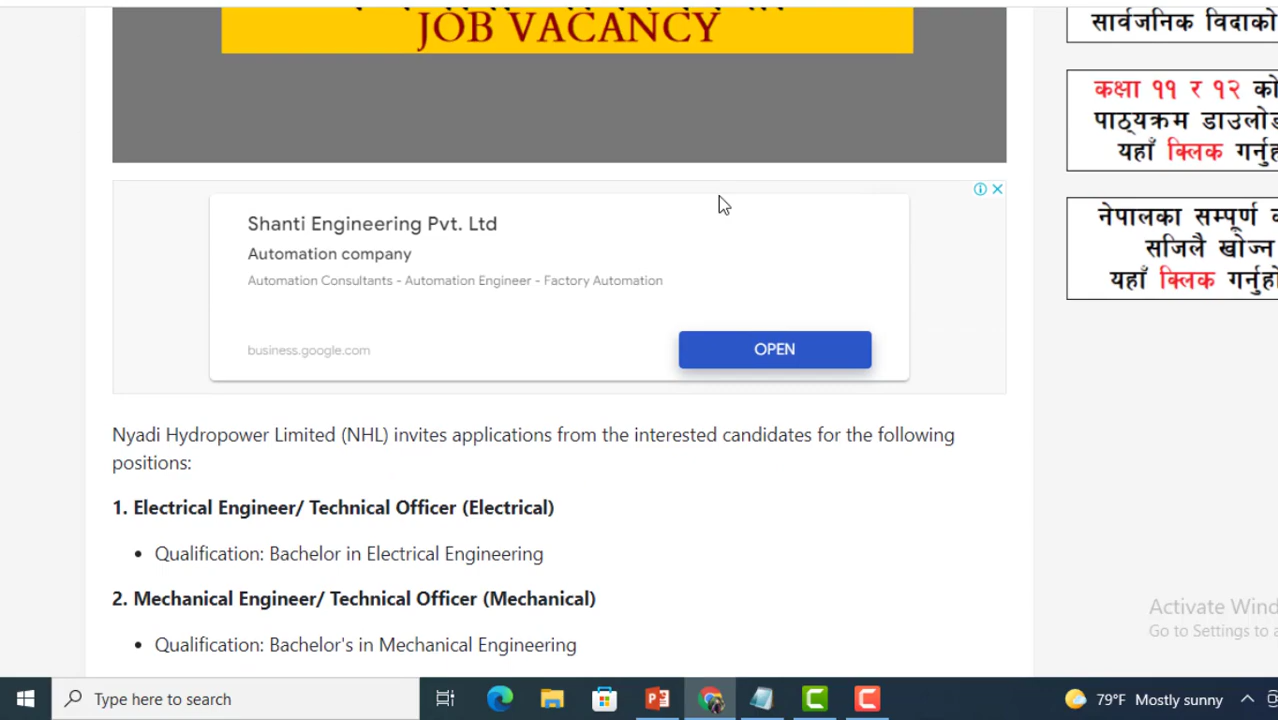 JOB VACANCY
सार्वजनिक विदाको
कक्षा ११ र १२ को
पाठ्यक्रम डाउलोड
यहाँ क्लिक गर्नुहो
Shanti Engineering Pvt. Ltd
Automation company
Automation Consultants - Automation Engineer - Factory Automation
business.google.com
OPEN
नेपालका सम्पूर्ण
सजिलै खोज्न
यहाँ क्लिक गर्नुहो
Nyadi Hydropower Limited (NHL) invites applications from the interested candidates for the following
positions:
1. Electrical Engineer/ Technical Officer (Electrical)
• Qualification: Bachelor in Electrical Engineering
2. Mechanical Engineer/ Technical Officer (Mechanical)
• Qualification: Bachelor's in Mechanical Engineering
Activate Wind
Go to Settings to a
Type here to search
79°F Mostly sunny